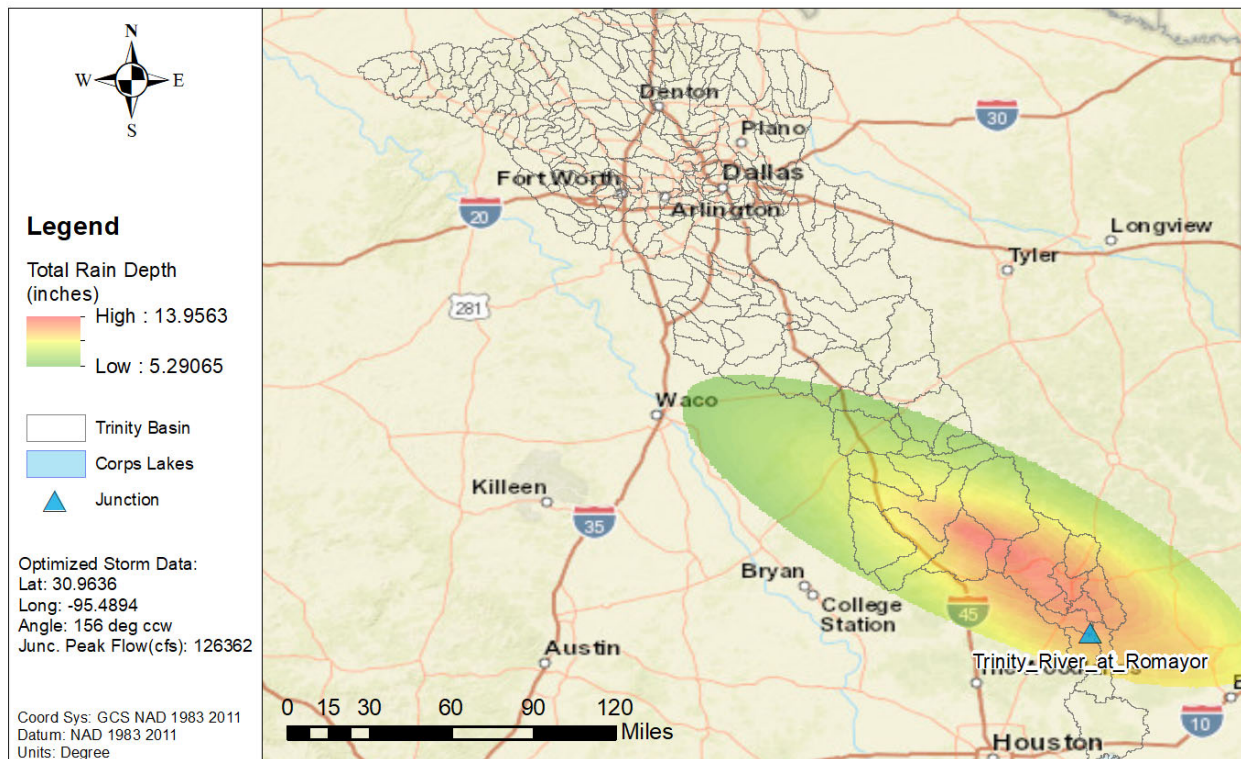 N
W E
S
Legend
Total Rain Depth
(inches)
High : 13.9563
Low : 5.29065
Trinity Basin
Corps Lakes
Junction
Optimized Storm Data:
Lat: 30.9636
Long: -95.4894
Angle: 156 deg ccw
Junc. Peak Flow(cfs): 126362
Coord Sys: GCS NAD 1983 2011
Datum: NAD 1983 2011
Units: Degree
Denton
30
Plano
Fort Worth
Dallas
20
Arlington
Longview
Tyler
281
Waco
Killeen
35
Bryan
College
Station
45
Austin
Trinity_River_at_Romayor
0 15 30 60 90 120
Miles
10
Houston